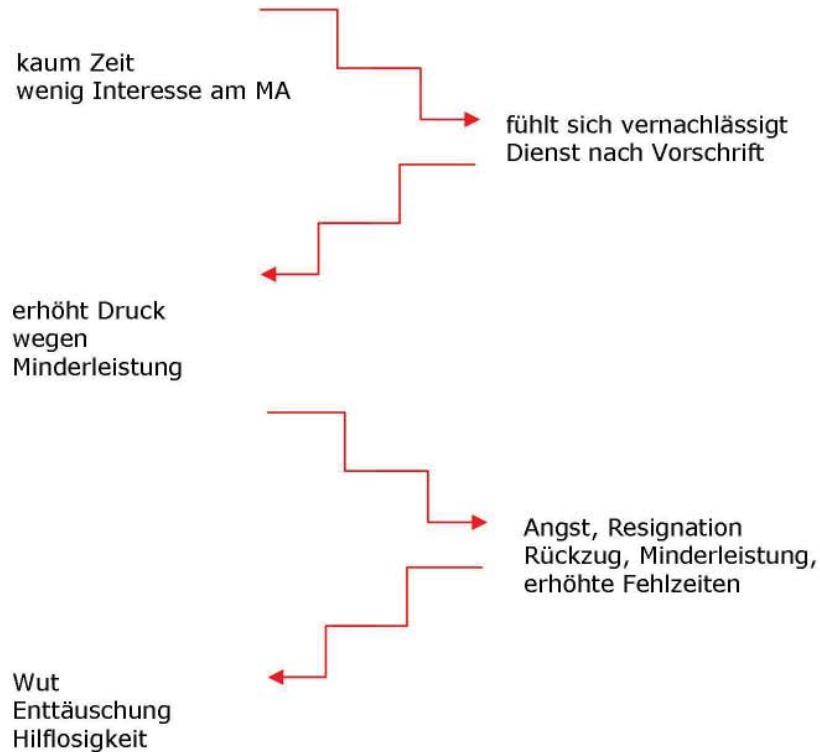 kaum Zeit
wenig Interesse am MA
fühlt sich vernachlässigt
Dienst nach Vorschrift
erhöht Druck
wegen
Minderleistung
Angst, Resignation
Rückzug, Minderleistung,
erhöhte Fehlzeiten
Wut
Enttäuschung
Hilflosigkeit